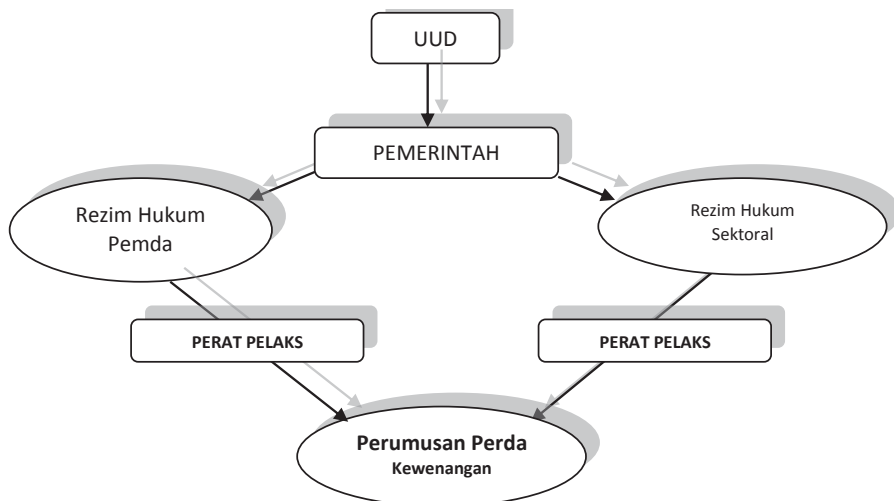 UUD
PEMERINTAH
Rezim Hukum
Pemda
Rezim Hukum
Sektoral
PERAT PELAKS
PERAT PELAKS
Perumusan Perda
Kewenangan